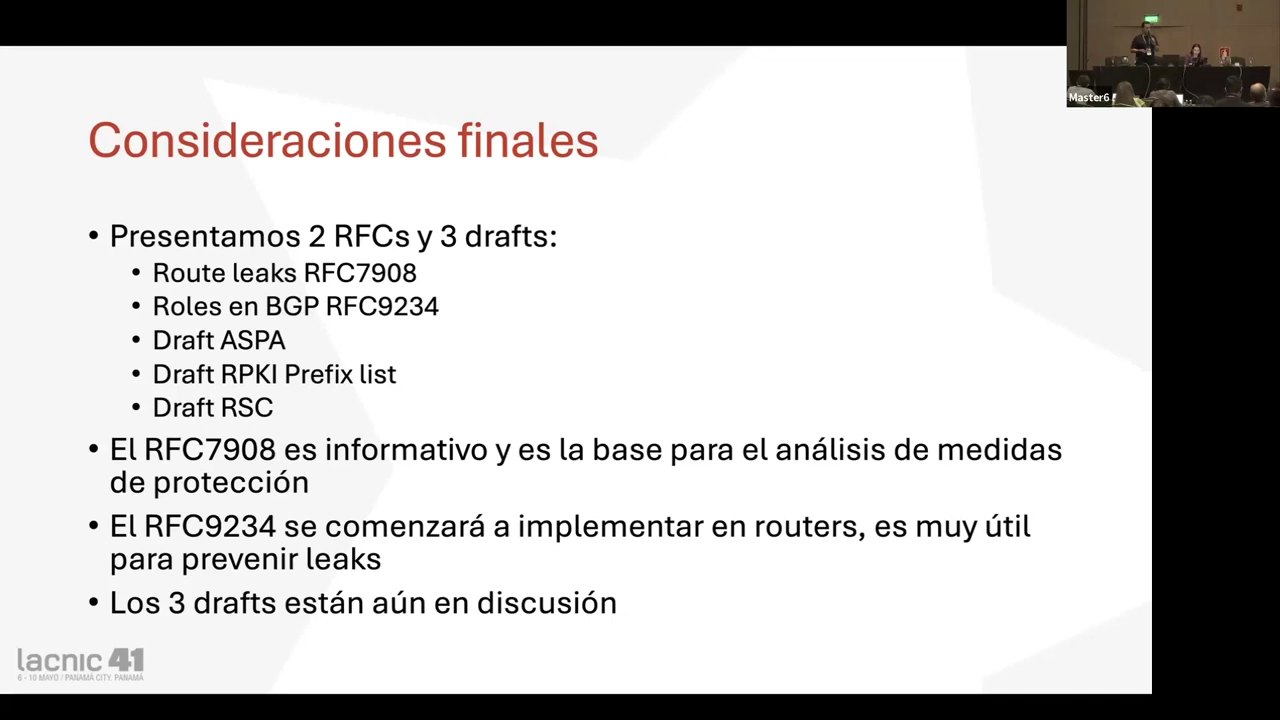 Master6
Consideraciones finales
• Presentamos 2 RFCs y 3 drafts:
• Route leaks RFC7908
• Roles en BGP RFC9234
• Draft ASPA
• Draft RPKI Prefix list
• Draft RSC
• El RFC7908 es informativo y es la base para el análisis de medidas
de protección
• El RFC9234 se comenzará a implementar en routers, es muy útil
para prevenir leaks
• Los 3 drafts están aún en discusión
lacnic 41
6 - 10 MAYO / PANAMÁ CITY, PANAMÁ